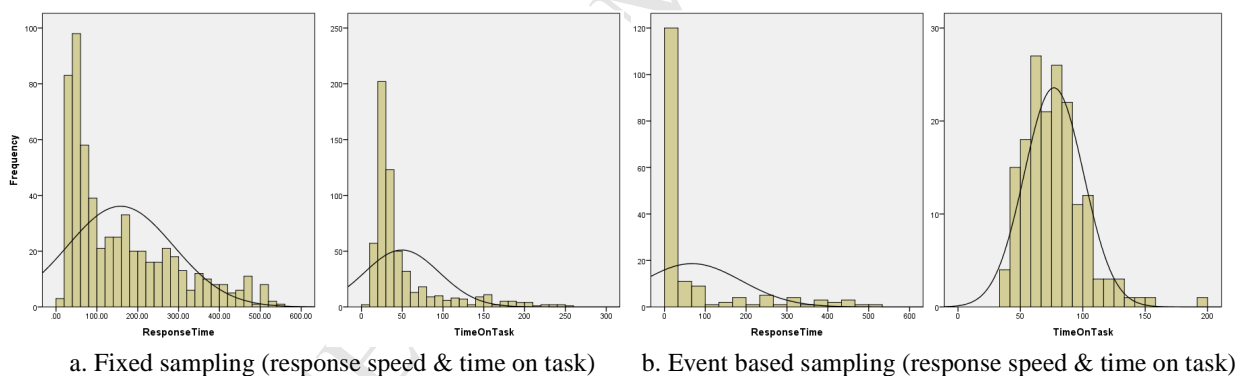 100
80
60
40
20
0
Frequency
.00 100.00 200.00 300.00 400.00 500.00 600.00
ResponseTime
250
200
150
100
50
0
0 50 100 150 200 250 300
TimeOnTask
120
100
80
60
40
20
0
0 100 200 300 400 500 600
ResponseTime
30
20
10
0
0 50 100 150 200
TimeOnTask
a. Fixed sampling (response speed & time on task)
b. Event based sampling (response speed & time on task)